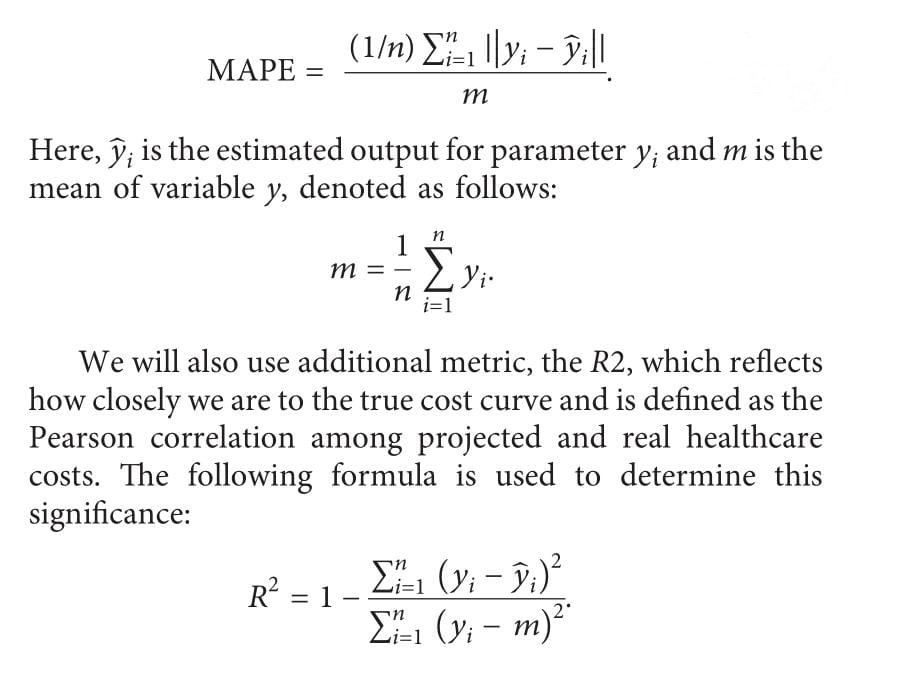 MAPE = \frac{(1/n) \sum_{i=1}^{n} ||y_i - \hat{y}_i||}{m}.
Here, \hat{y}_i is the estimated output for parameter y_i and m is the
mean of variable y, denoted as follows:
m = \frac{1}{n} \sum_{i=1}^{n} y_i.
We will also use additional metric, the R2, which reflects
how closely we are to the true cost curve and is defined as the
Pearson correlation among projected and real healthcare
costs. The following formula is used to determine this
significance:
R^2 = 1 - \frac{\sum_{i=1}^{n} (y_i - \hat{y}_i)^2}{\sum_{i=1}^{n} (y_i - m)^2}.